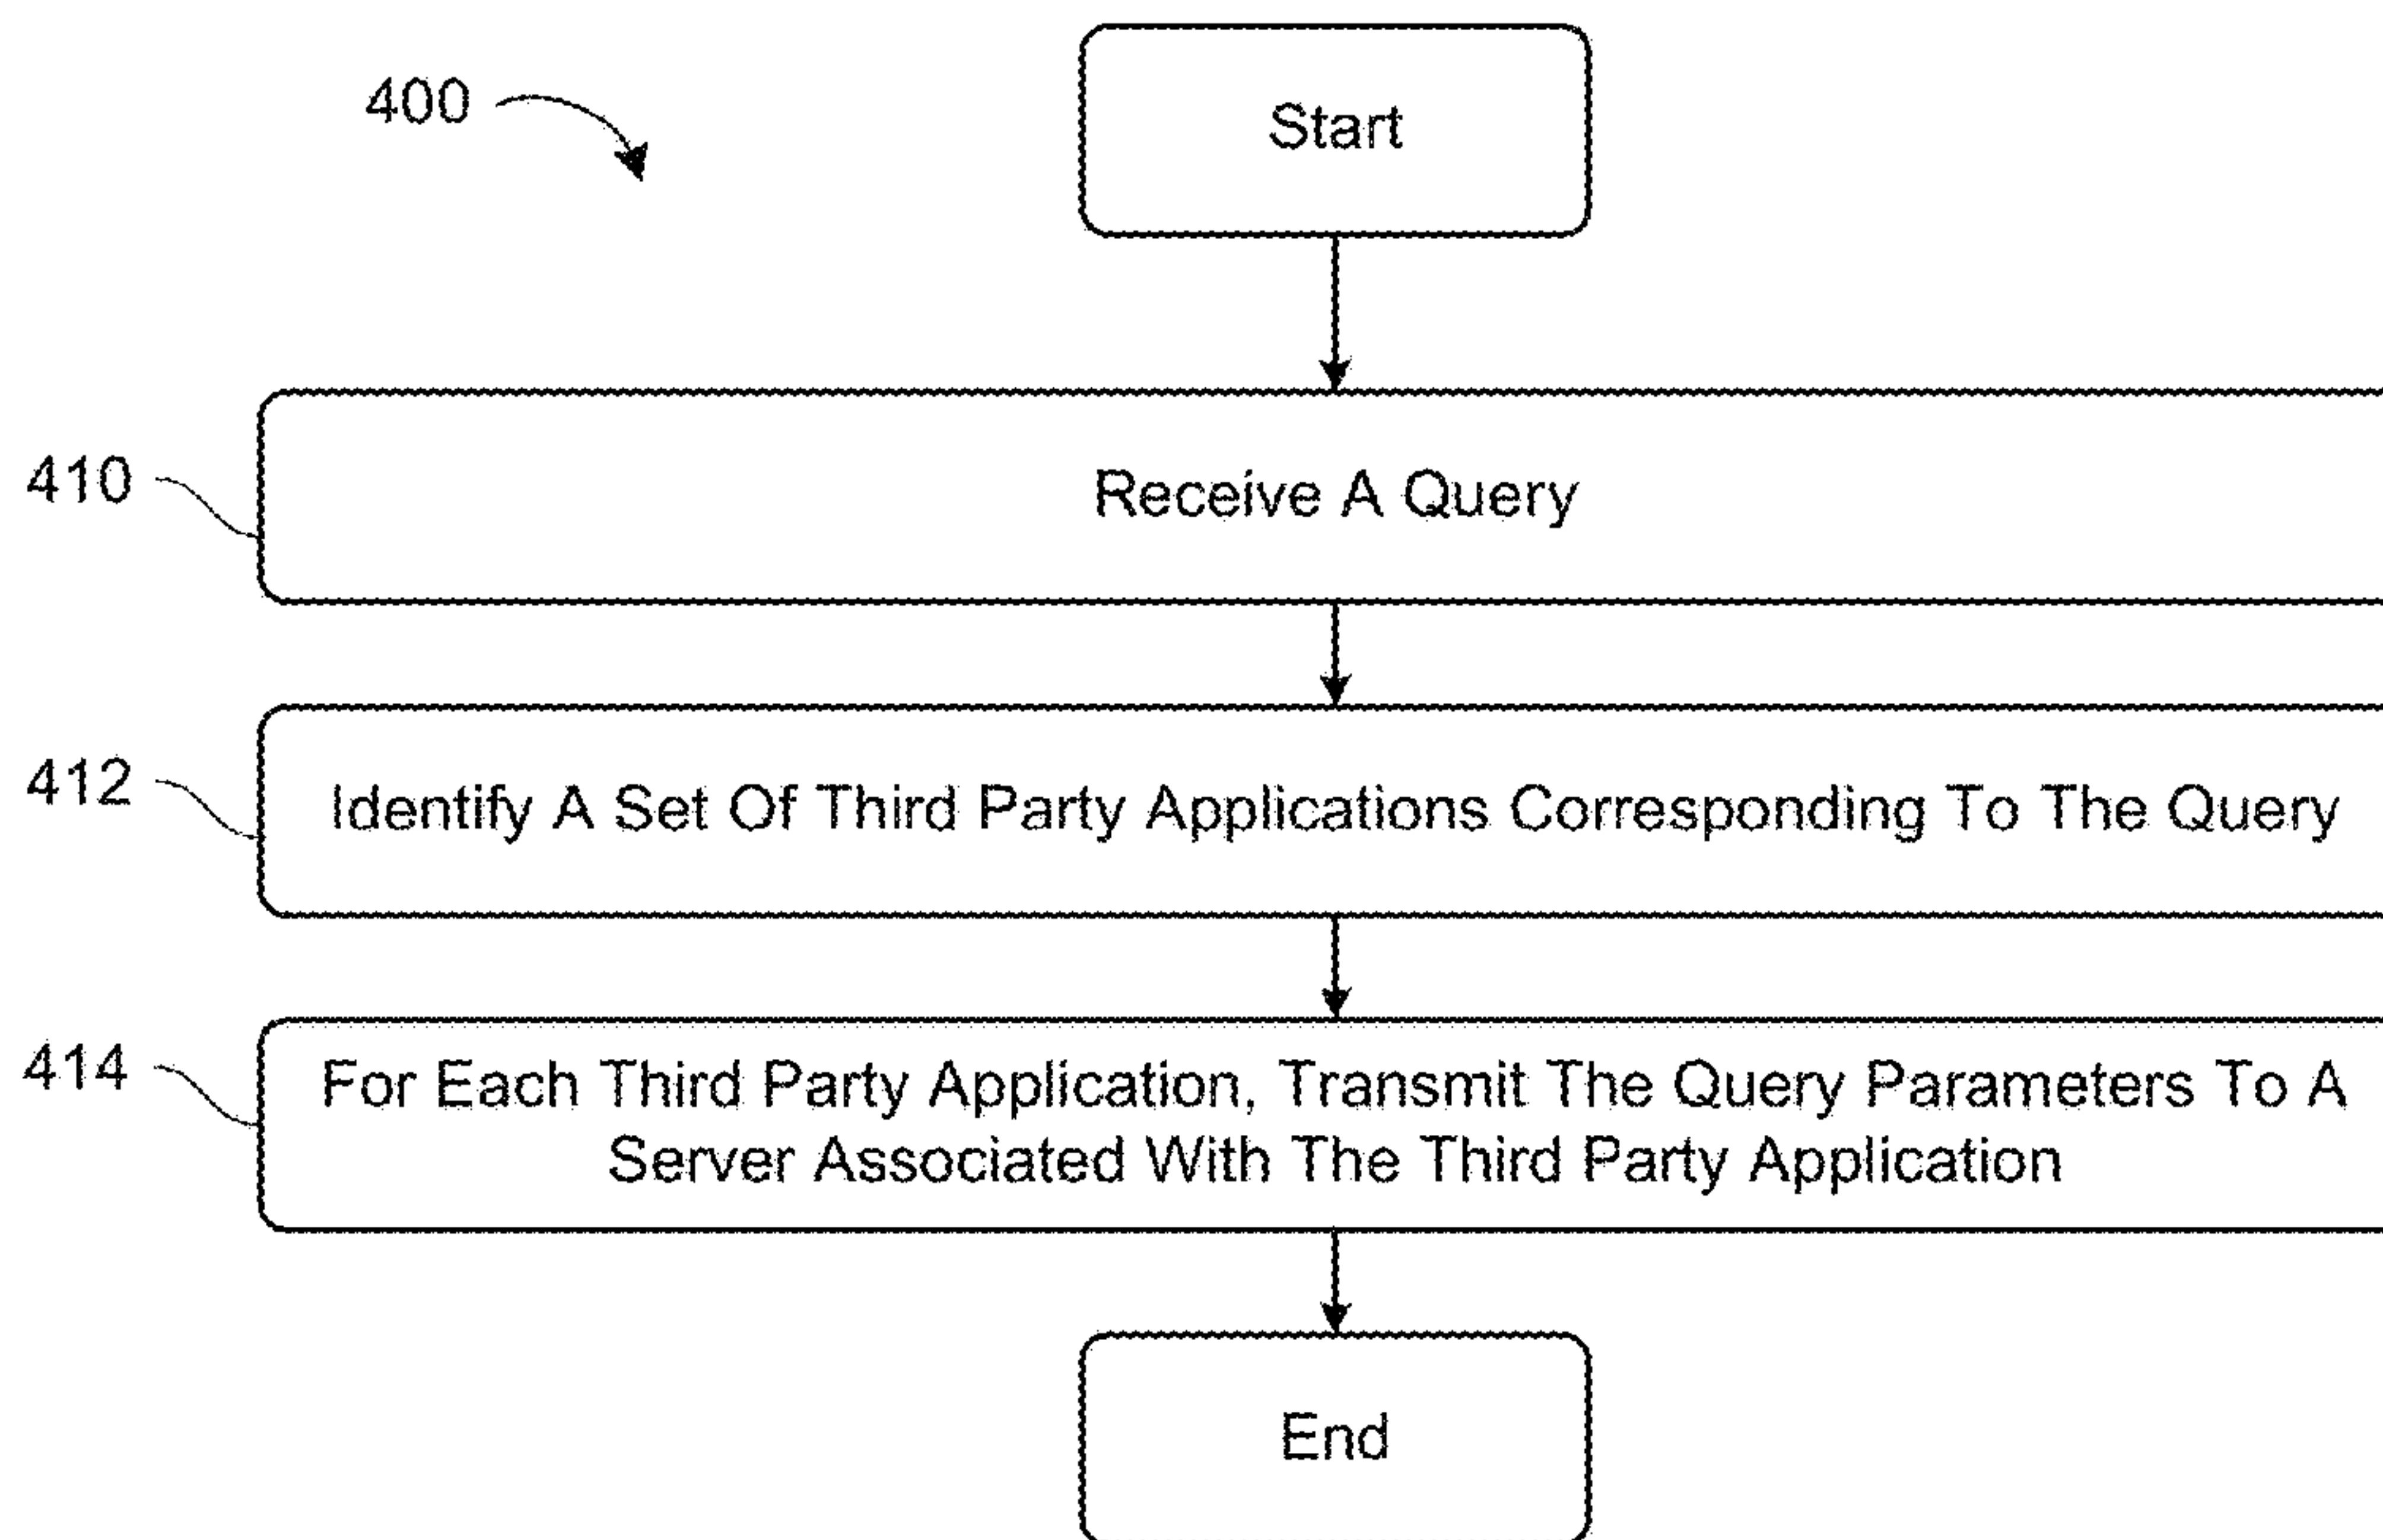 400
Start
410
Receive A Query
412
Identify A Set Of Third Party Applications Corresponding To The Query
414
For Each Third Party Application, Transmit The Query Parameters To A
Server Associated With The Third Party Application
End